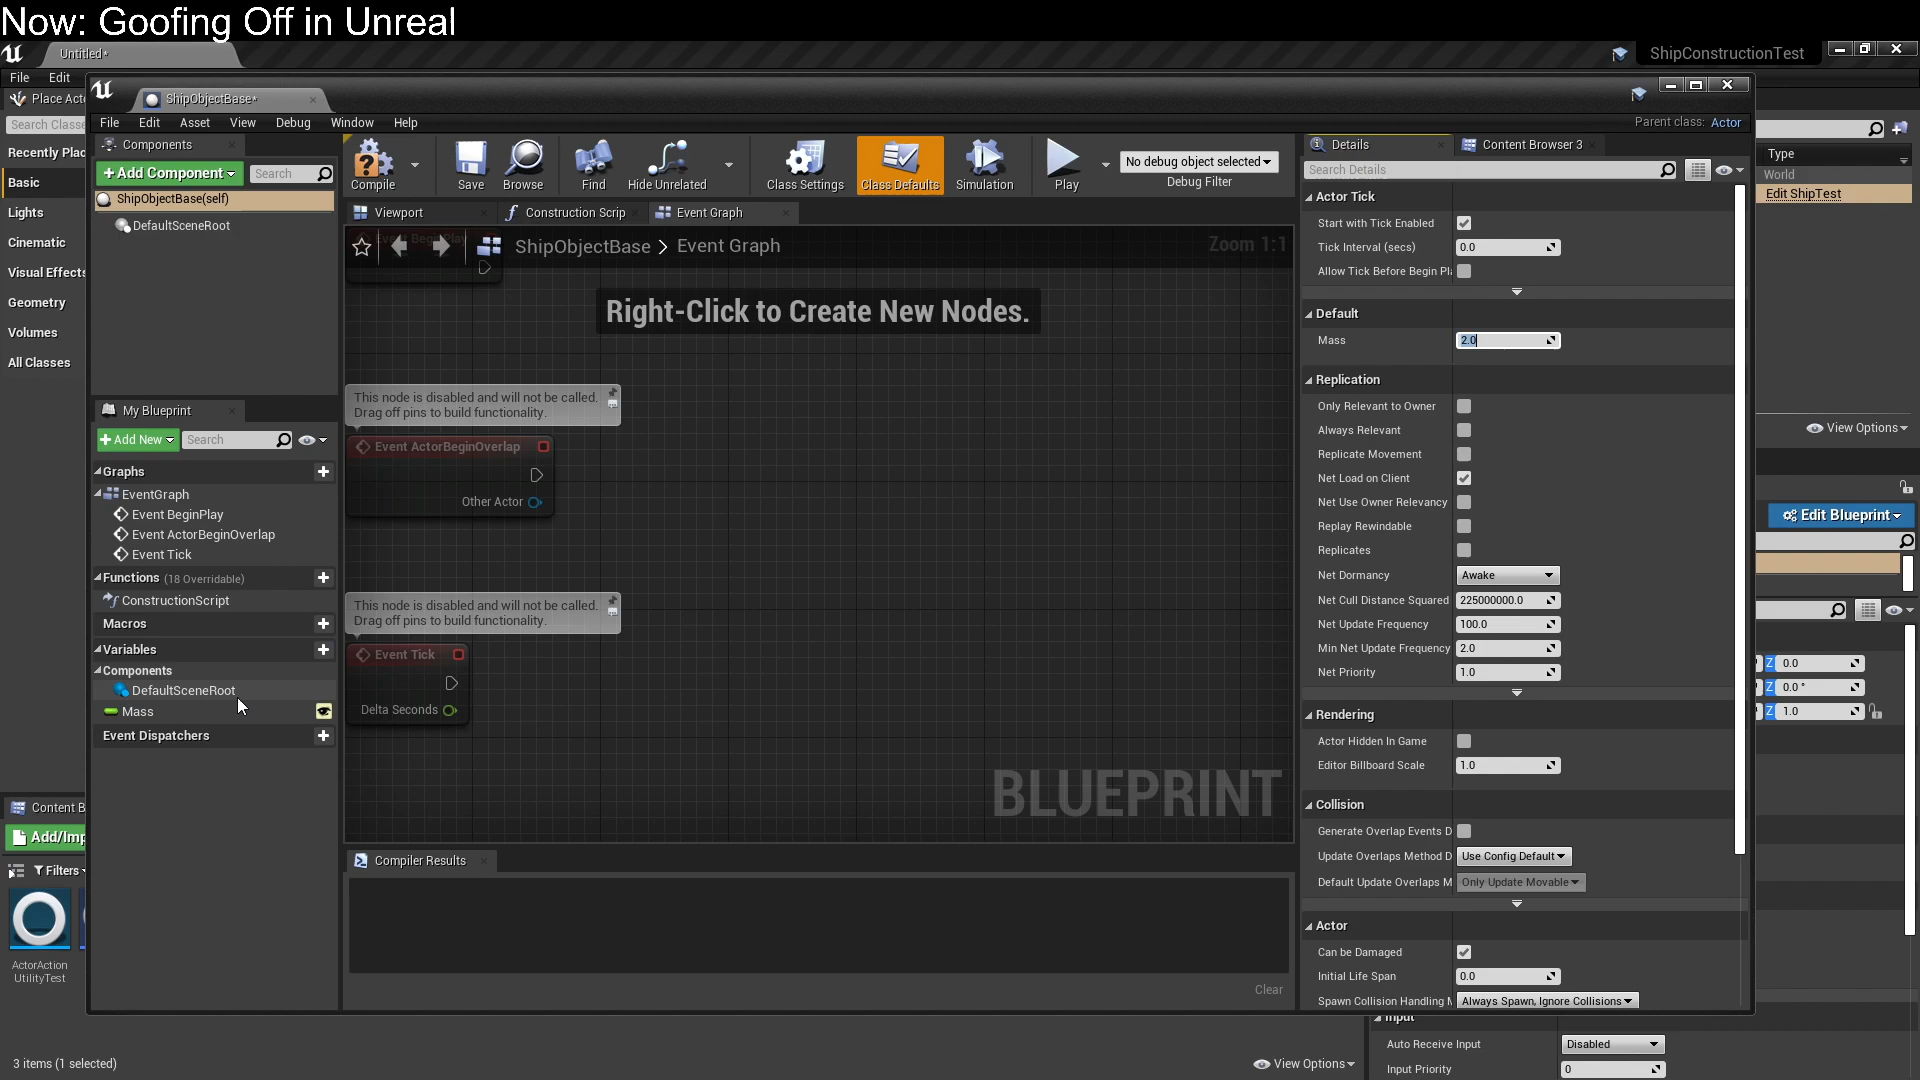 Now: Goofing Off in Unreal
Untitled*
ShipConstructionTest
File Edit
Place Act
Search Classe
Recently Plac
Basic
Lights
Cinematic
Visual Effects
Geometry
Volumes
All Classes
ShipObjectBase*
File Edit Asset View Debug Window Help
Parent class: Actor
Components
+Add Component
Search
ShipObjectBase(self)
DefaultSceneRoot
My Blueprint
+Add New
Search
Graphs
EventGraph
Event BeginPlay
Event ActorBeginOverlap
Event Tick
Functions (18 Overridable)
ConstructionScript
Macros
Variables
Components
DefaultSceneRoot
Mass
Event Dispatchers
Compile
Save
Browse
Find
Hide Unrelated
Class Settings
Class Defaults
Simulation
Play
No debug object selected
Debug Filter
Viewport
Construction Scrip
Event Graph
ShipObjectBase > Event Graph
Zoom 1:1
Right-Click to Create New Nodes.
This node is disabled and will not be called.
Drag off pins to build functionality.
Event ActorBeginOverlap
Other Actor
This node is disabled and will not be called.
Drag off pins to build functionality.
Event Tick
Delta Seconds
BLUEPRINT
Compiler Results
Clear
Details
Content Browser 3
Search Details
Actor Tick
Start with Tick Enabled
Tick Interval (secs) 0.0
Allow Tick Before Begin Pl
Default
Mass 2.0
Replication
Only Relevant to Owner
Always Relevant
Replicate Movement
Net Load on Client
Net Use Owner Relevancy
Replay Rewindable
Replicates
Net Dormancy Awake
Net Cull Distance Squared 225000000.0
Net Update Frequency 100.0
Min Net Update Frequency 2.0
Net Priority 1.0
Rendering
Actor Hidden In Game
Editor Billboard Scale 1.0
Collision
Generate Overlap Events D
Update Overlaps Method D Use Config Default
Default Update Overlaps M Only Update Movable
Actor
Can be Damaged
Initial Life Span 0.0
Spawn Collision Handling M Always Spawn, Ignore Collisions
Type
World
Edit ShipTest
View Options
Edit Blueprint
Z 0.0
Z 0.0 °
Z 1.0
Content B
Add/Imp
Filters
ActorAction
UtilityTest
3 items (1 selected)
View Options
Input
Auto Receive Input Disabled
Input Priority 0